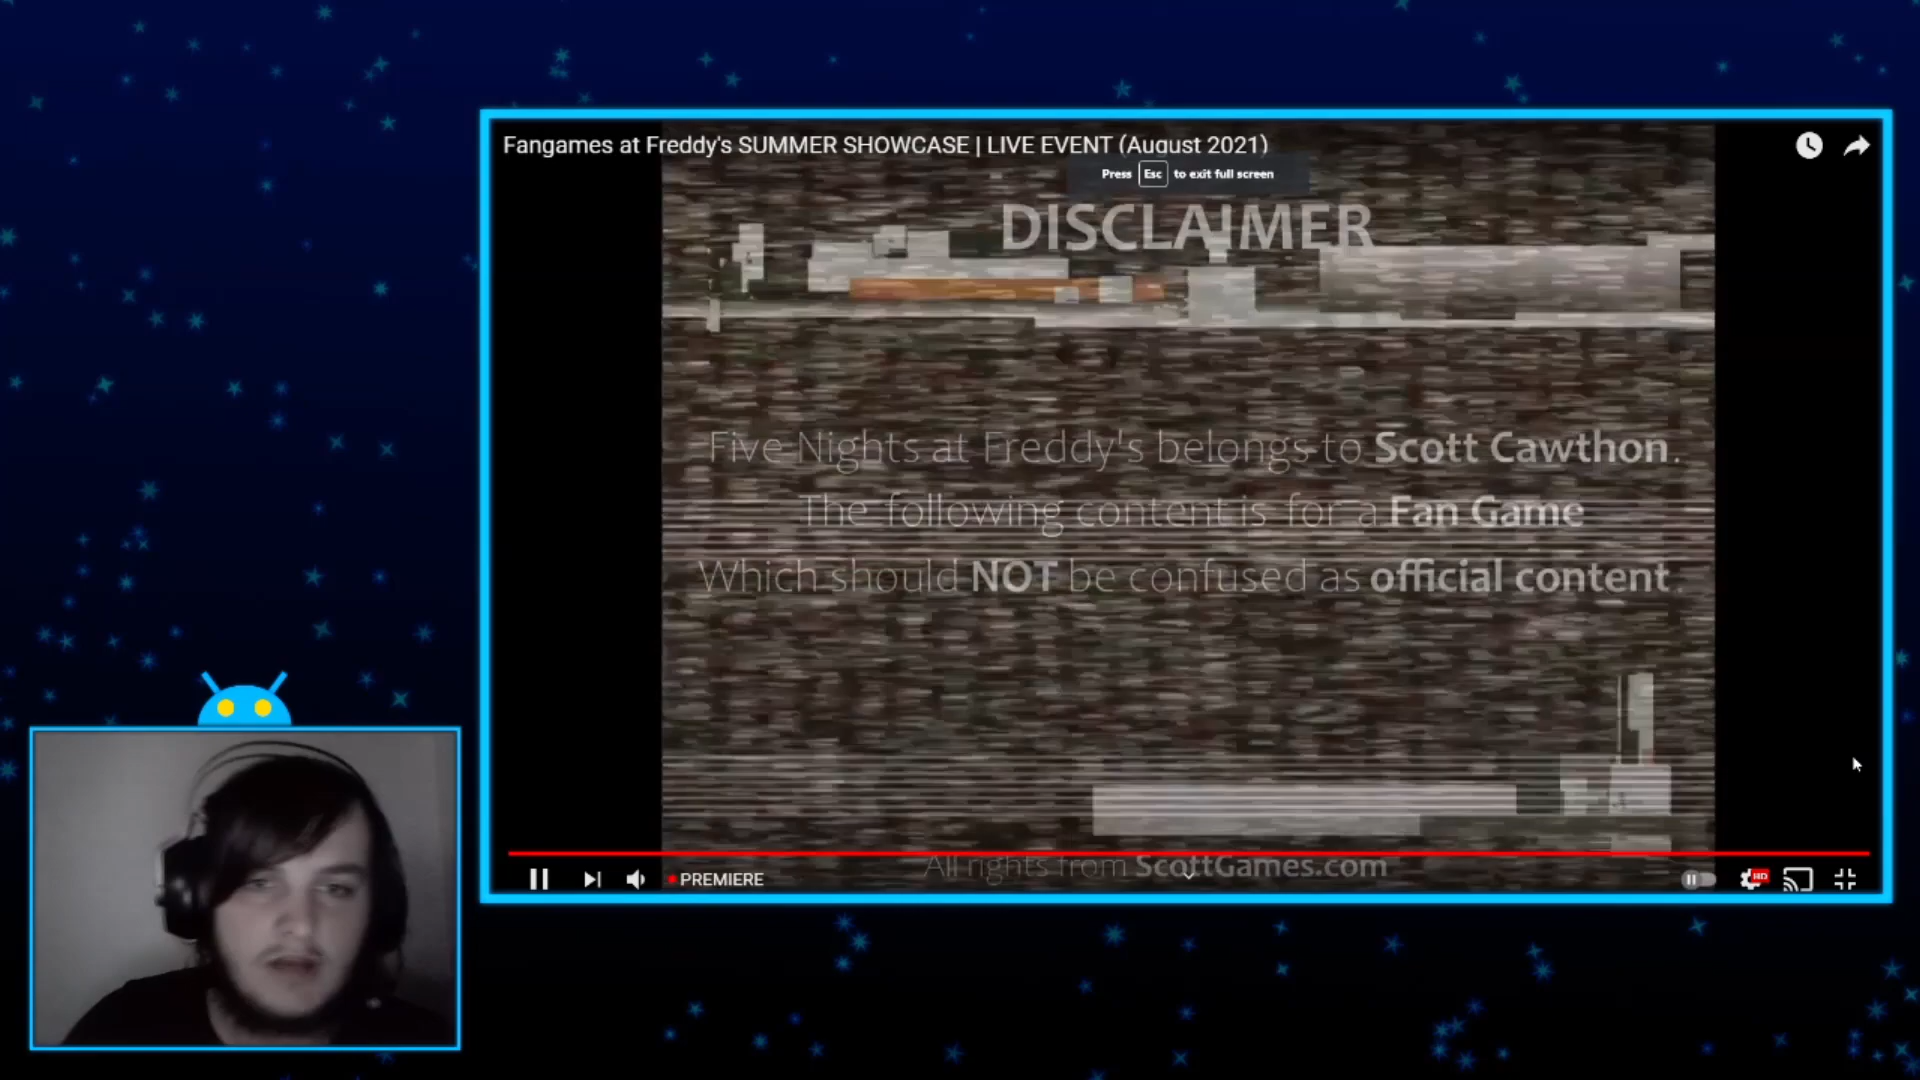 Fangames at Freddy's SUMMER SHOWCASE | LIVE EVENT (August 2021)
Press Esc to exit full screen
DISCLAIMER
Five Nights at Freddy's belongs to Scott Cawthon.
The following content is for a Fan Game
Which should NOT be confused as official content.
All rights from ScottGames.com
PREMIERE
HD